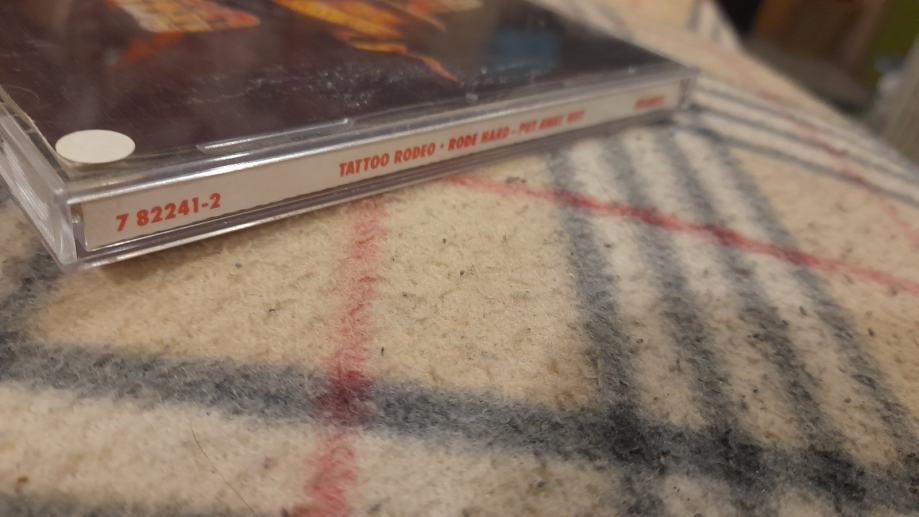 7 82241-2 TATTOO RODEO • RODE HARD - PUT AWAY WET